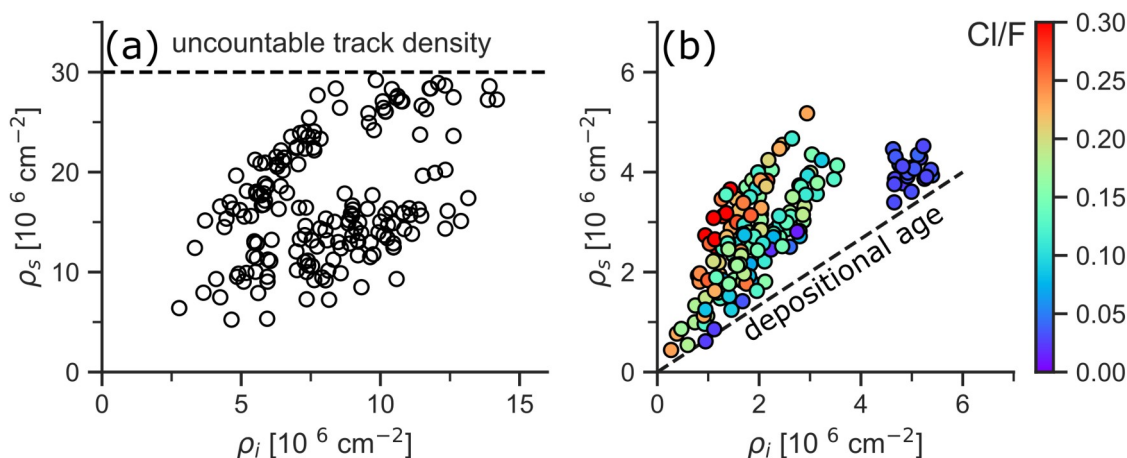 (a) uncountable track density
30
20
10
0
ρs [10 6 cm−2]
0 5 10 15
ρi [10 6 cm−2]
(b)
6
4
2
0
ρs [10 6 cm−2]
depositional age
0 2 4 6
ρi [10 6 cm−2]
Cl/F
0.30
0.25
0.20
0.15
0.10
0.05
0.00